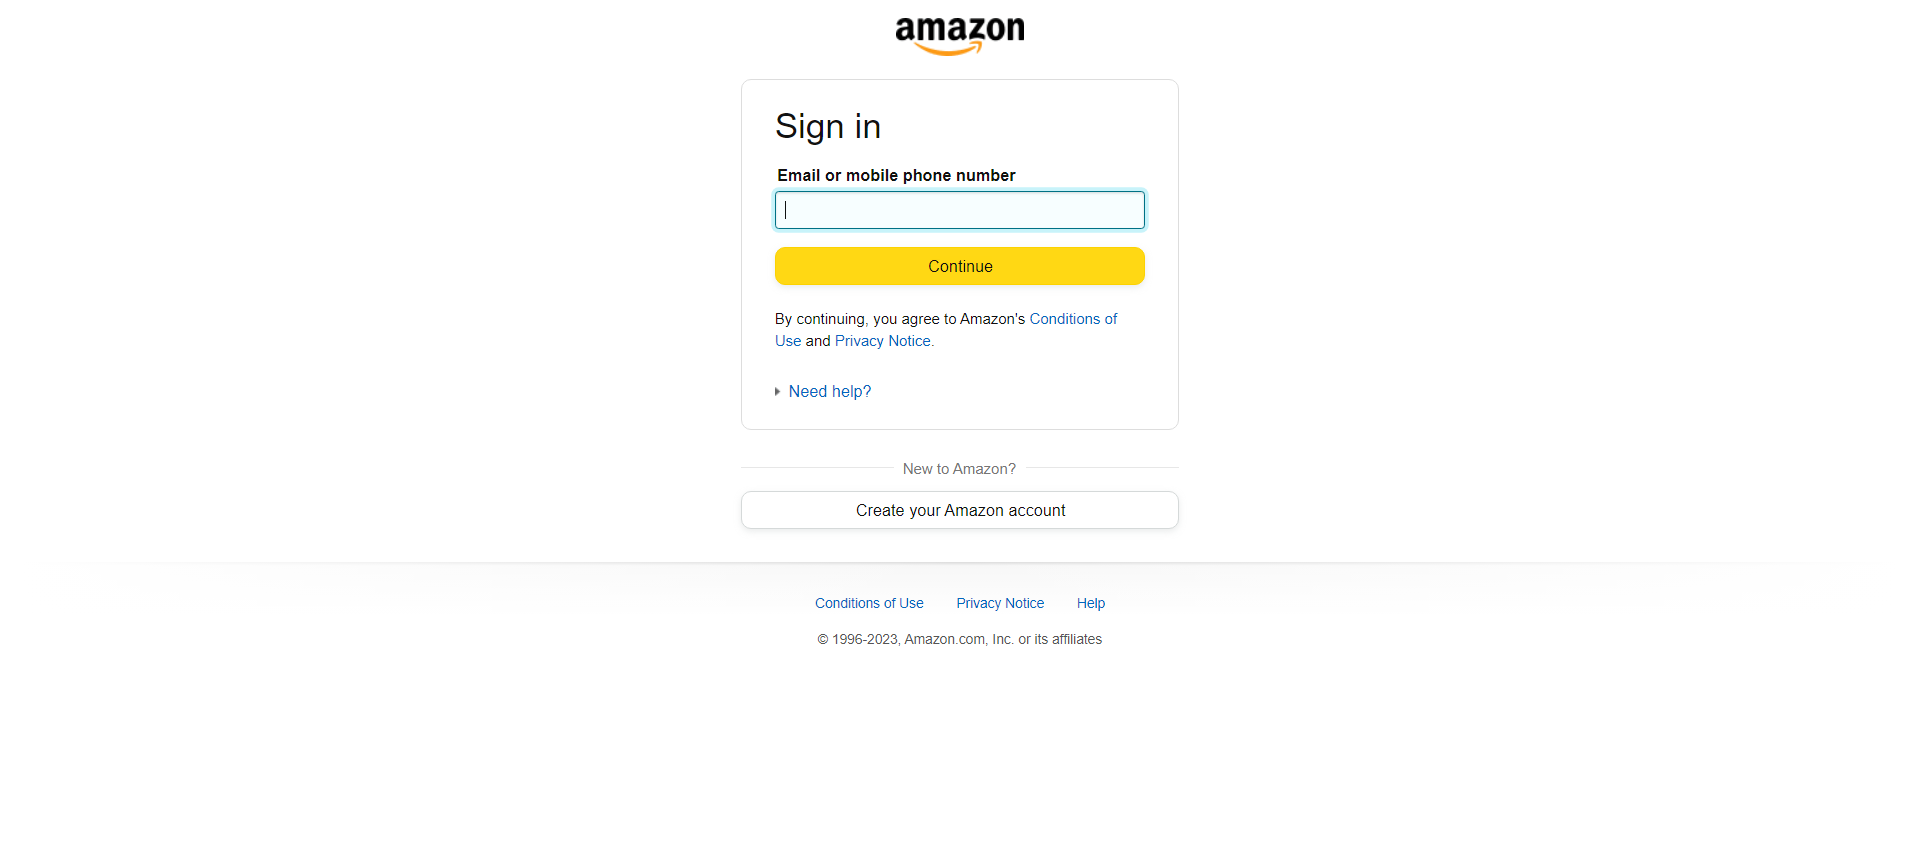 amazon
Sign in
Email or mobile phone number
Continue
By continuing, you agree to Amazon's Conditions of
Use and Privacy Notice.
Need help?
New to Amazon?
Create your Amazon account
Conditions of Use Privacy Notice Help
© 1996-2023, Amazon.com, Inc. or its affiliates